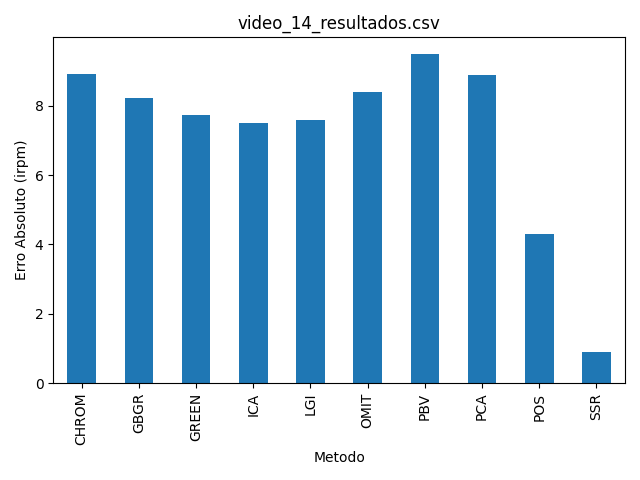 video_14_resultados.csv
Erro Absoluto (irpm)
8
6
4
2
0
CHROM
GBGR
GREEN
ICA
LGI
OMIT
PBV
PCA
POS
SSR
Metodo